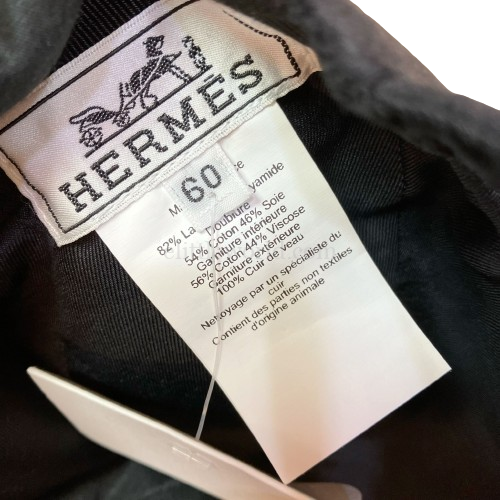 HERMÈS
60
82% La
Doublure
54% Coton 46% Soie
Garniture intérieure
56% Coton 44% Viscose
Garniture extérieure
100% Cuir de veau
Nettoyage par un spécialiste du
cuir
Contient des parties non textiles
d'origine animale